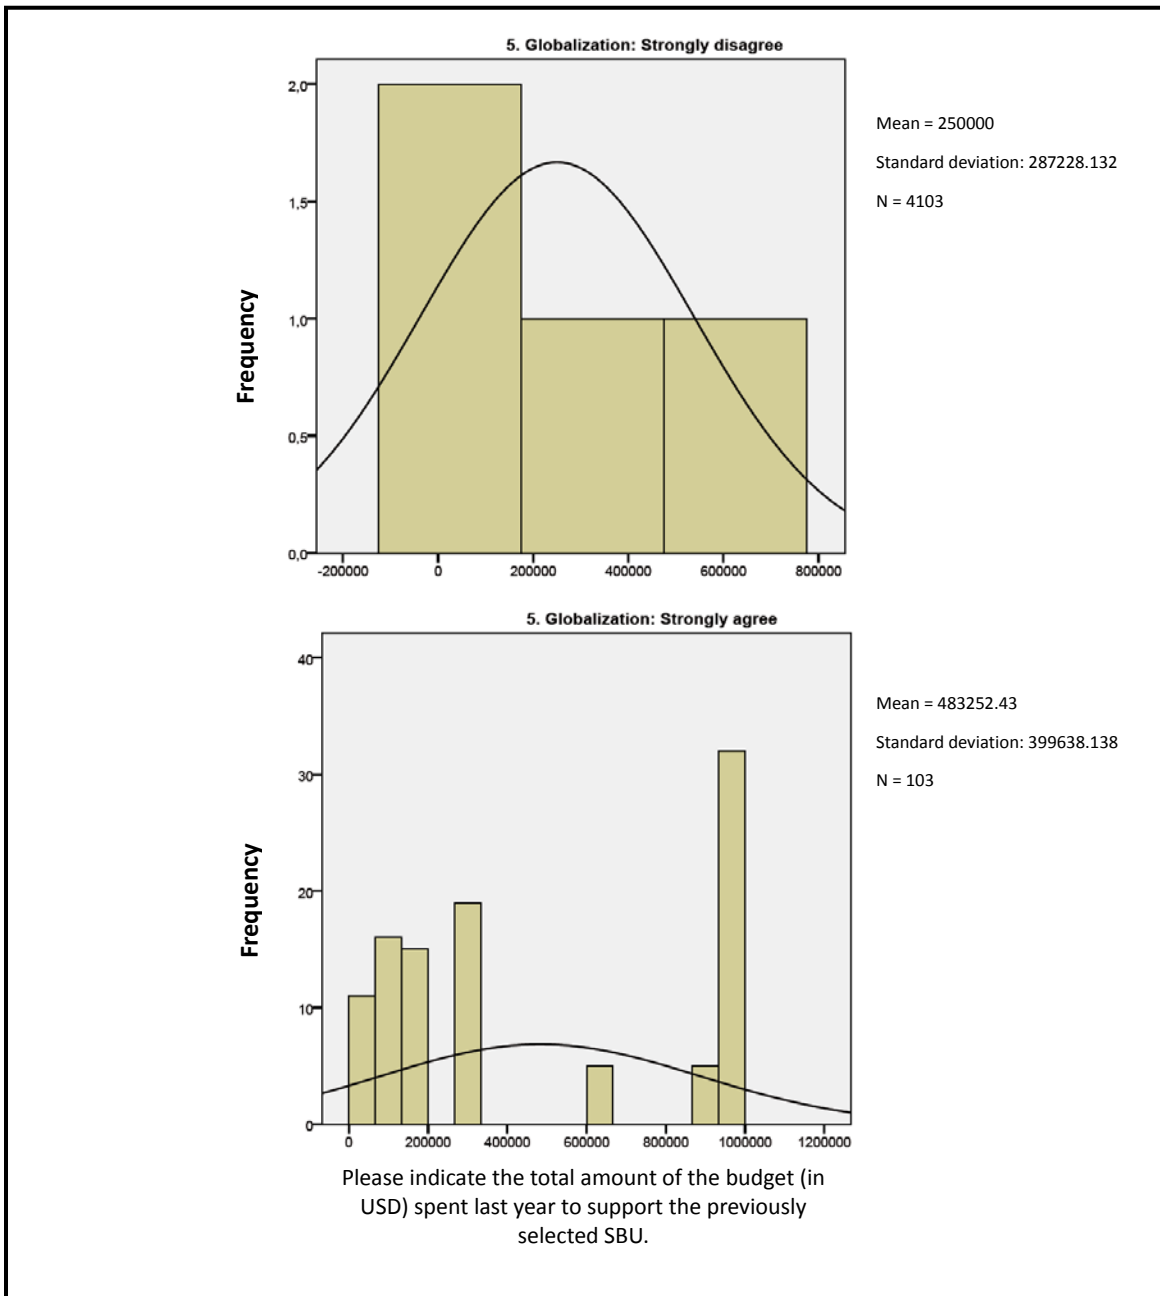 5. Globalization: Strongly disagree
Mean = 250000
Standard deviation: 287228.132
N = 4103
Frequency
2,0
1,5
1,0
0,5
0,0
-200000 0 200000 400000 600000 800000
5. Globalization: Strongly agree
Mean = 483252.43
Standard deviation: 399638.138
N = 103
Frequency
40
30
20
10
0
0 200000 400000 600000 800000 1000000 1200000
Please indicate the total amount of the budget (in
USD) spent last year to support the previously
selected SBU.